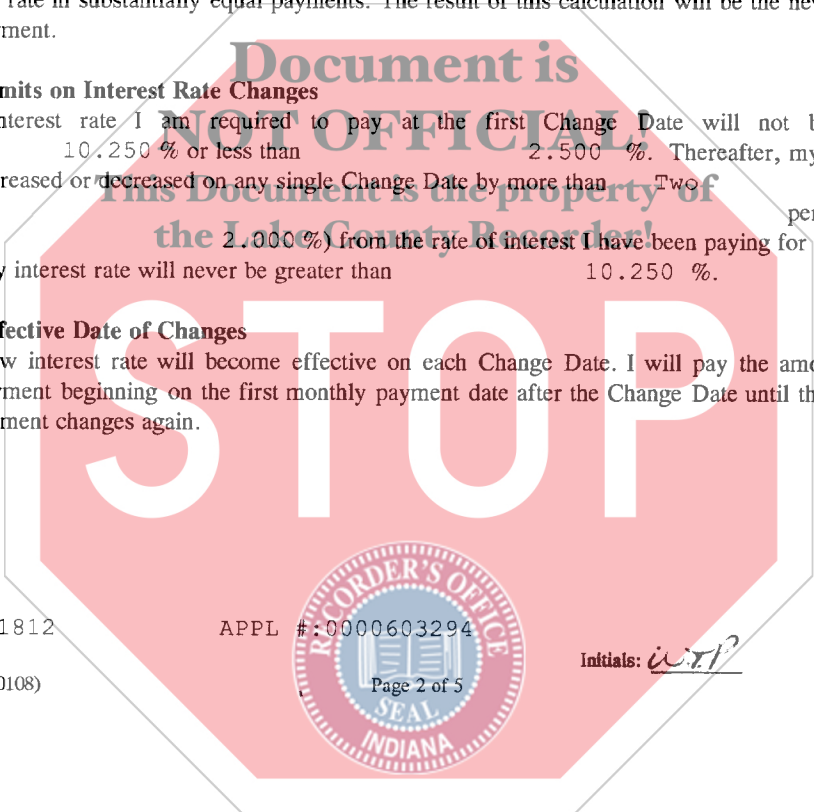 rate in substantially equal payments. The result of this calculation will be the
ment.
Document is
mits on Interest Rate Changes
nterest rate I am required to pay at the first Change Date will not b
NOT OFFICIAL!
10.250 % or less than 2.500 %. Thereafter, my
reased or decreased on any single Change Date by more than Two
This Document is the property of
per
the Lake County Recorder!
2.000 %) from the rate of interest I have been paying for
y interest rate will never be greater than 10.250 %.
STOP
fective Date of Changes
w interest rate will become effective on each Change Date. I will pay the amo
ment beginning on the first monthly payment date after the Change Date until th
ment changes again.
RECORDER'S OFFICE
1812 APPL #:0000603294
Initials: WTP
0108) Page 2 of 5
SEAL
INDIANA